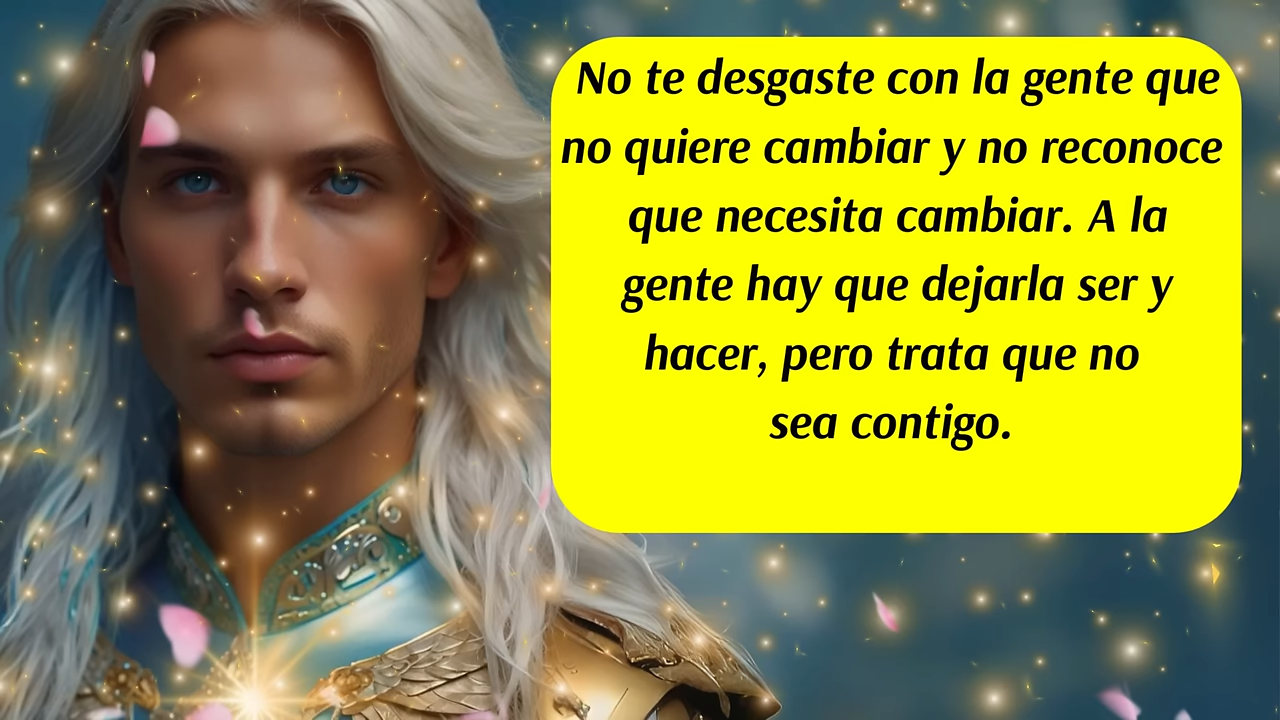 No te desgaste con la gente que
no quiere cambiar y no reconoce
que necesita cambiar. A la
gente hay que dejarla ser y
hacer, pero trata que no
sea contigo.